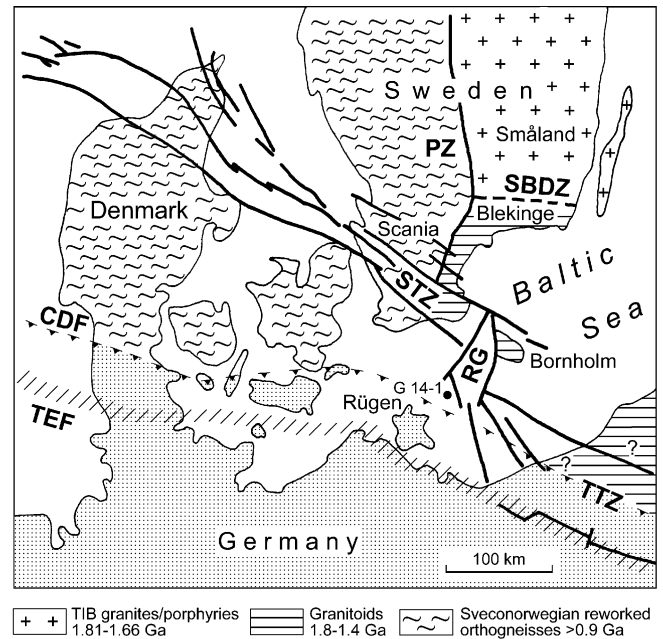 Sweden
Småland
PZ
SBDZ
Blekinge
Denmark
Scania
STZ
Baltic
Sea
CDF
RG
Bornholm
G 14-1
Rügen
TEF
?
?
TTZ
Germany
100 km
TIB granites/porphyries
1.81-1.66 Ga
Granitoids
1.8-1.4 Ga
Sveconorwegian reworked
orthogneisses >0.9 Ga